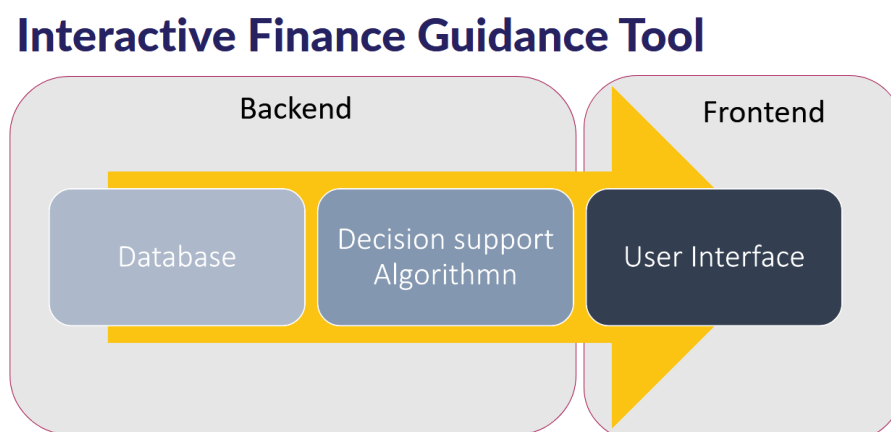 Interactive Finance Guidance Tool
Backend
Frontend
Database
Decision support
Algorithmn
User Interface